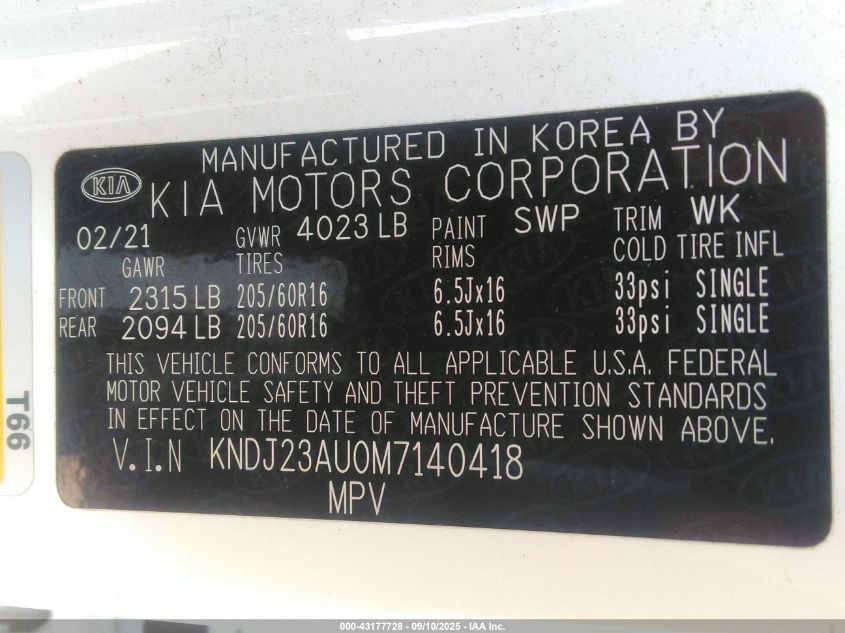 MANUFACTURED IN KOREA BY
KIA KIA MOTORS CORPORATION
02/21 GVWR 4023 LB PAINT SWP TRIM WK
GAWR TIRES RIMS COLD TIRE INFL
FRONT 2315 LB 205/60R16 6.5Jx16 33psi SINGLE
REAR 2094 LB 205/60R16 6.5Jx16 33psi SINGLE
THIS VEHICLE CONFORMS TO ALL APPLICABLE U.S.A. FEDERAL
MOTOR VEHICLE SAFETY AND THEFT PREVENTION STANDARDS
IN EFFECT ON THE DATE OF MANUFACTURE SHOWN ABOVE.
V.I.N KNDJ23AU0M7140418
MPV
T66
000-43177728 - 09/10/2025 - IAA Inc.